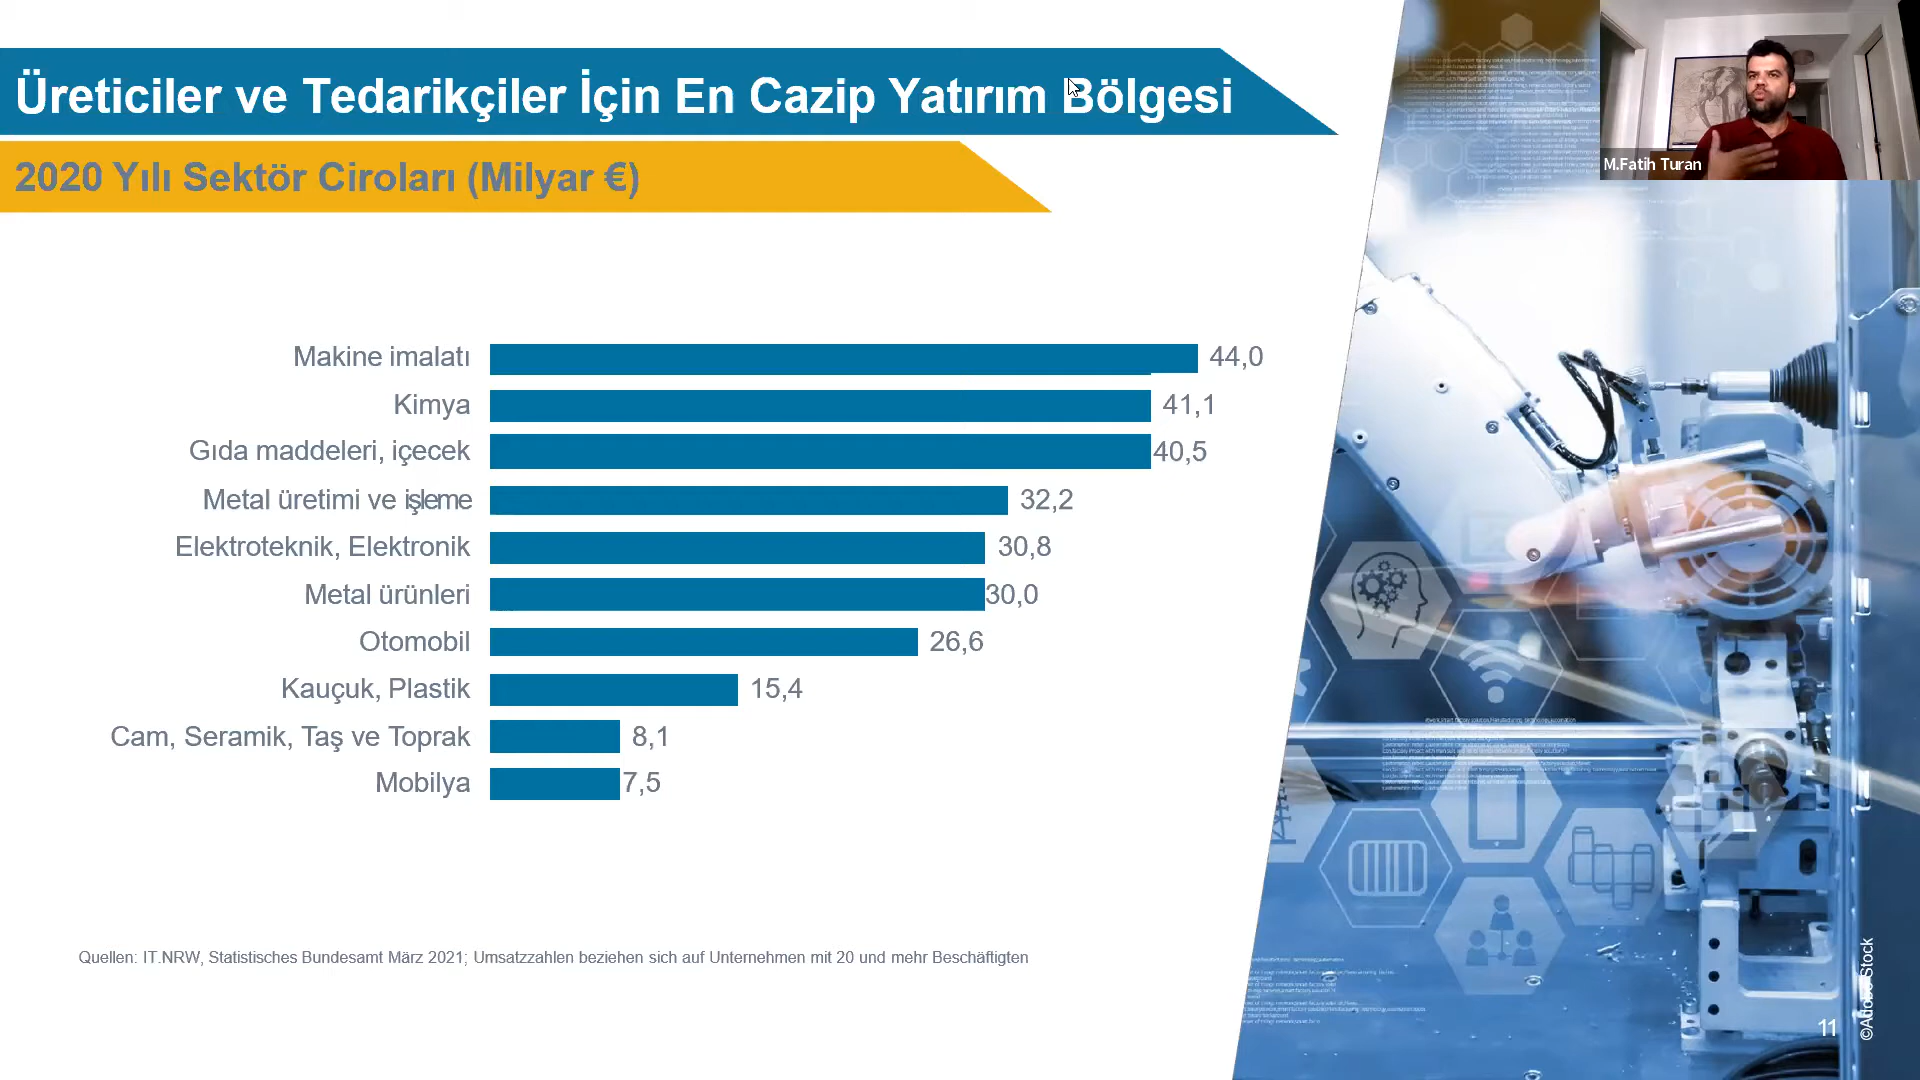 Üreticiler ve Tedarikçiler İçin En Cazip Yatırım Bölgesi
2020 Yılı Sektör Ciroları (Milyar €)
M.Fatih Turan
Makine imalatı 44,0
Kimya 41,1
Gıda maddeleri, içecek 40,5
Metal üretimi ve işleme 32,2
Elektroteknik, Elektronik 30,8
Metal ürünleri 30,0
Otomobil 26,6
Kauçuk, Plastik 15,4
Cam, Seramik, Taş ve Toprak 8,1
Mobilya 7,5
Quellen: IT.NRW, Statistisches Bundesamt März 2021; Umsatzzahlen beziehen sich auf Unternehmen mit 20 und mehr Beschäftigten
11
©Adobe Stock